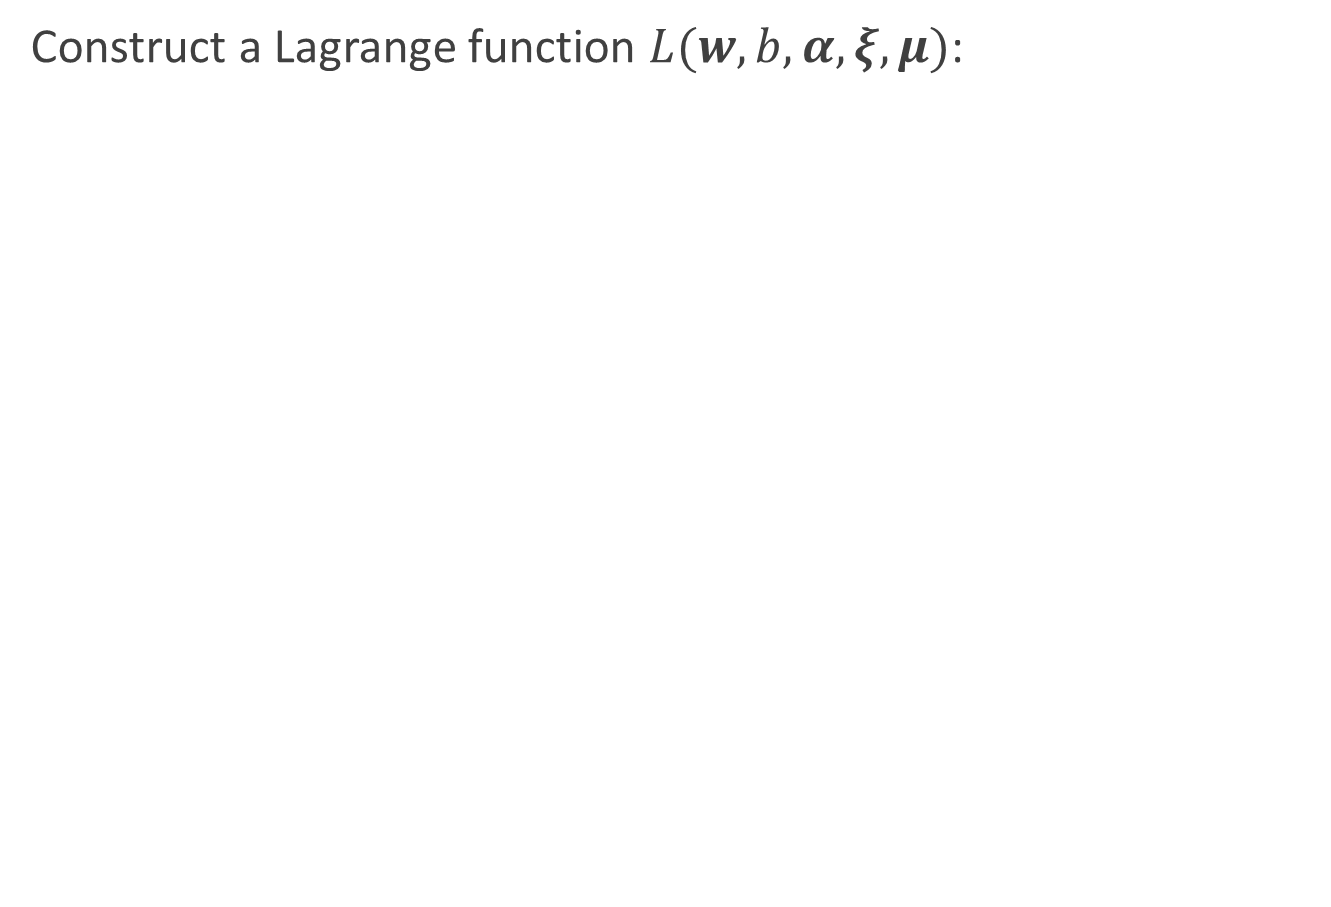 Construct a Lagrange function L(w, b, α, ξ, μ):